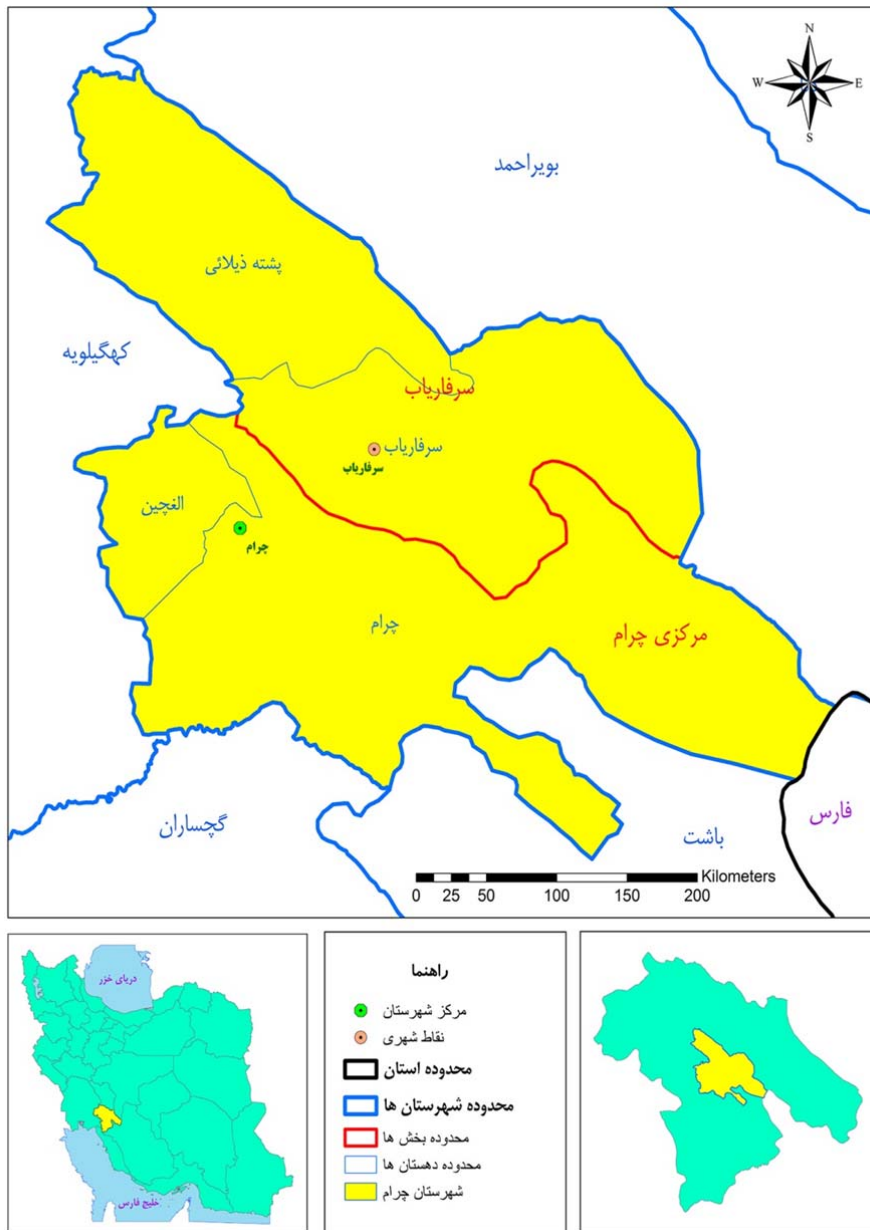 N
W E
S
بویراحمد
پشته ذیلائی
کهگیلویه
سرفاریاب
سرفاریاب
سرفاریاب
الغچین
چرام
چرام
مرکزی چرام
فارس
گچساران
باشت
Kilometers
0 25 50 100 150 200
دریای خزر
خلیج فارس
راهنما
مرکز شهرستان
نقاط شهری
محدوده استان
محدوده شهرستان ها
محدوده بخش ها
محدوده دهستان ها
شهرستان چرام